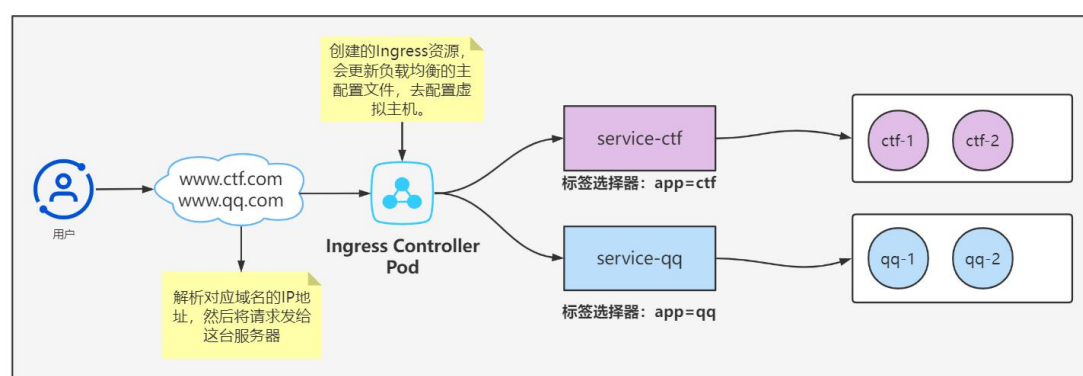 创建的Ingress资源，
会更新负载均衡的主
配置文件，去配置虚
拟主机。
www.ctf.com
www.qq.com
用户
Ingress Controller
Pod
解析对应域名的IP地
址，然后将请求发给
这台服务器
service-ctf
标签选择器：app=ctf
service-qq
标签选择器：app=qq
ctf-1
ctf-2
qq-1
qq-2